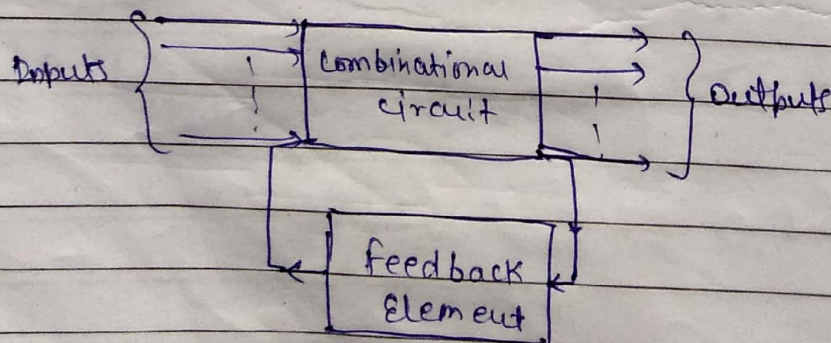 Inputs
combinational
circuit
outputs
feedback
Element